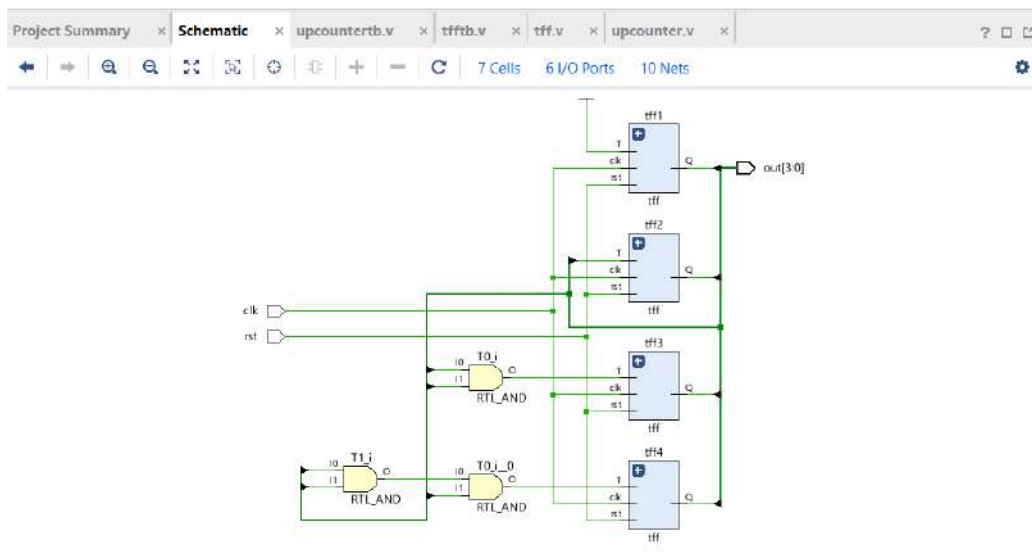 Project Summary × Schematic × upcountertb.v × tfftb.v × tff.v × upcounter.v × ?
7 Cells 6 I/O Ports 10 Nets
tff1
T
clk Q out[3:0]
rst
tff
tff2
T
clk Q
rst
tff
clk
rst
tff3
I0 T0_i O T
I1 clk Q
RTL_AND rst
tff
tff4
I0 T1_i O I0 T0_i__0 O T
I1 I1 clk Q
RTL_AND RTL_AND rst
tff